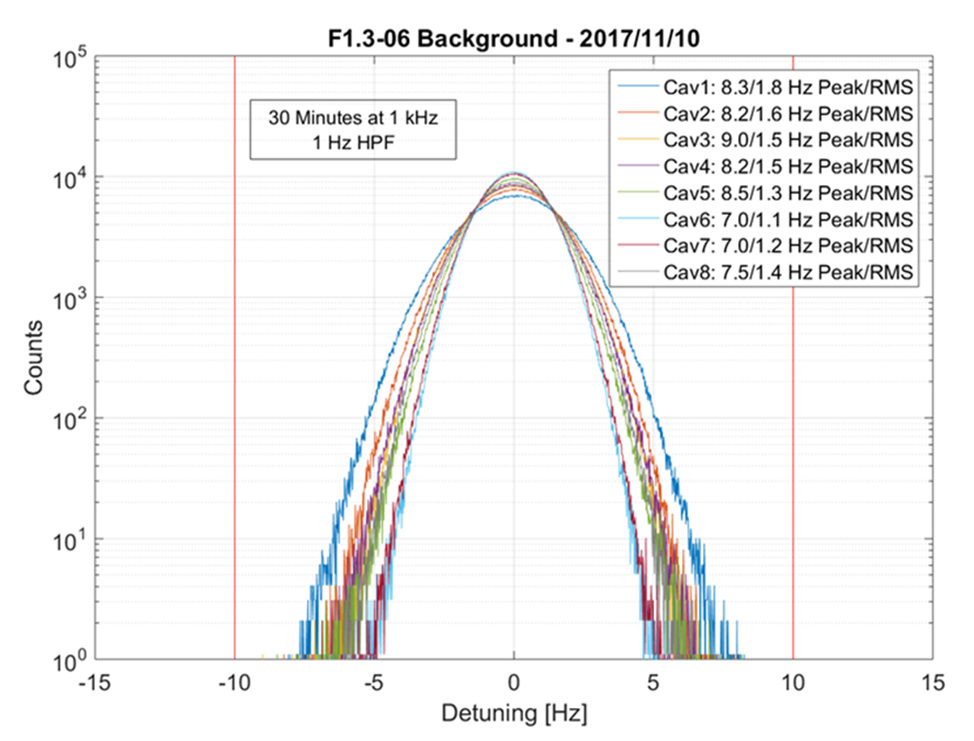 F1.3-06 Background - 2017/11/10
10^5
30 Minutes at 1 kHz
1 Hz HPF
Cav1: 8.3/1.8 Hz Peak/RMS
Cav2: 8.2/1.6 Hz Peak/RMS
Cav3: 9.0/1.5 Hz Peak/RMS
Cav4: 8.2/1.5 Hz Peak/RMS
Cav5: 8.5/1.3 Hz Peak/RMS
Cav6: 7.0/1.1 Hz Peak/RMS
Cav7: 7.0/1.2 Hz Peak/RMS
Cav8: 7.5/1.4 Hz Peak/RMS
10^4
10^3
Counts
10^2
10^1
10^0
-15 -10 -5 0 5 10 15
Detuning [Hz]